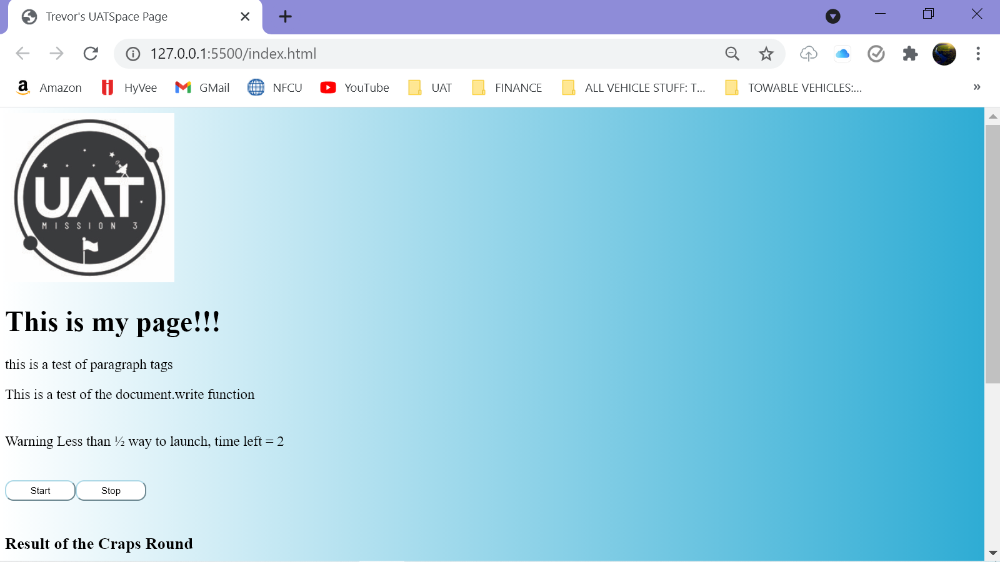 Trevor's UATSpace Page
127.0.0.1:5500/index.html
Amazon HyVee GMail NFCU YouTube UAT FINANCE ALL VEHICLE STUFF: T... TOWABLE VEHICLES:... »
UAT
MISSION 3
This is my page!!!
this is a test of paragraph tags
This is a test of the document.write function
Warning Less than ½ way to launch, time left = 2
Start Stop
Result of the Craps Round